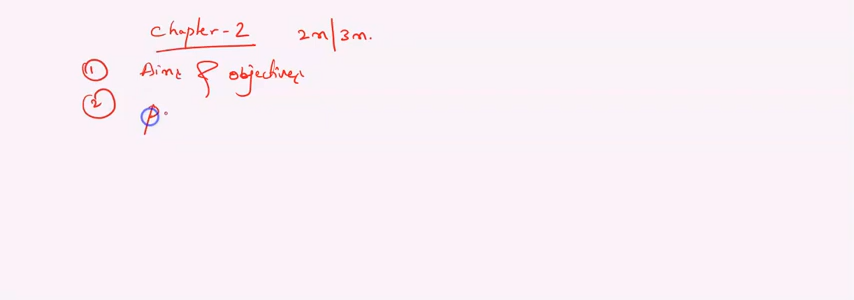 Chapter-2 2m/3m.
① Aims & objectives
②